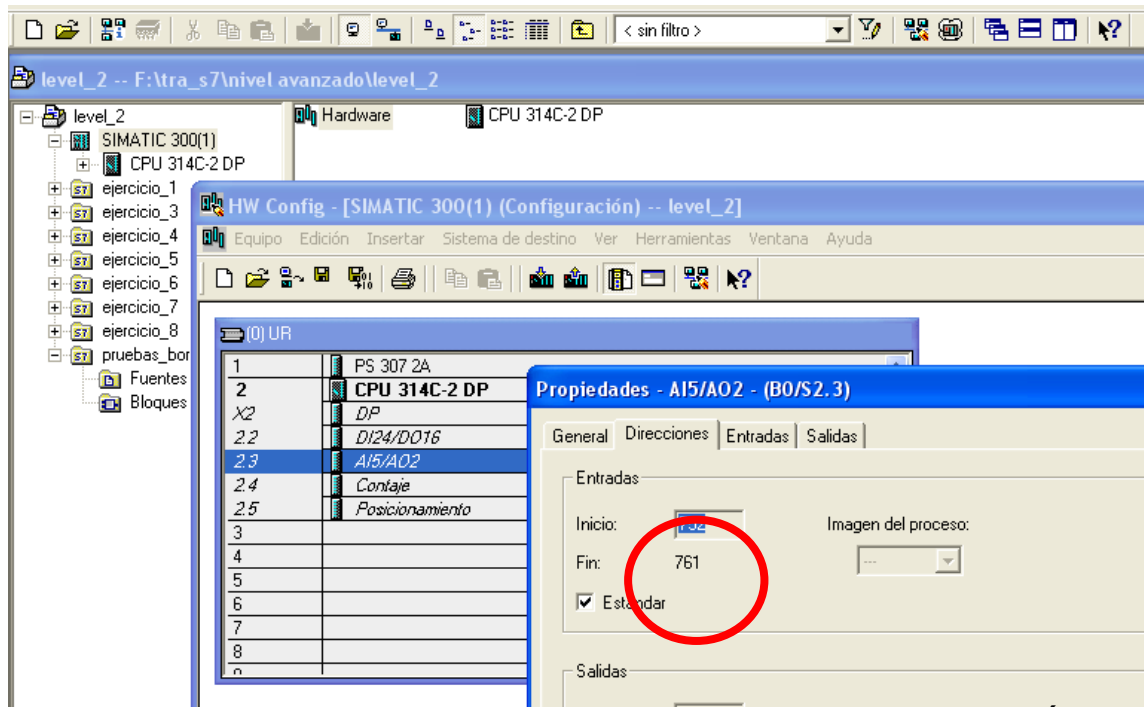 < sin filtro >
level_2 -- F:\tra_s7\nivel avanzado\level_2
level_2
SIMATIC 300(1)
CPU 314C-2 DP
ejercicio_1
ejercicio_3
ejercicio_4
ejercicio_5
ejercicio_6
ejercicio_7
ejercicio_8
pruebas_bor
Fuentes
Bloques
Hardware
CPU 314C-2 DP
HW Config - [SIMATIC 300(1) (Configuración) -- level_2]
Equipo Edición Insertar Sistema de destino Ver Herramientas Ventana Ayuda
(0) UR
1 PS 307 2A
2 CPU 314C-2 DP
X2 DP
2.2 DI24/DO16
2.3 AI5/AO2
2.4 Contaje
2.5 Posicionamiento
3
4
5
6
7
8
Propiedades - AI5/AO2 - (B0/S2.3)
General Direcciones Entradas Salidas
Entradas
Inicio: 752 Imagen del proceso:
Fin: 761 ---
Estándar
Salidas